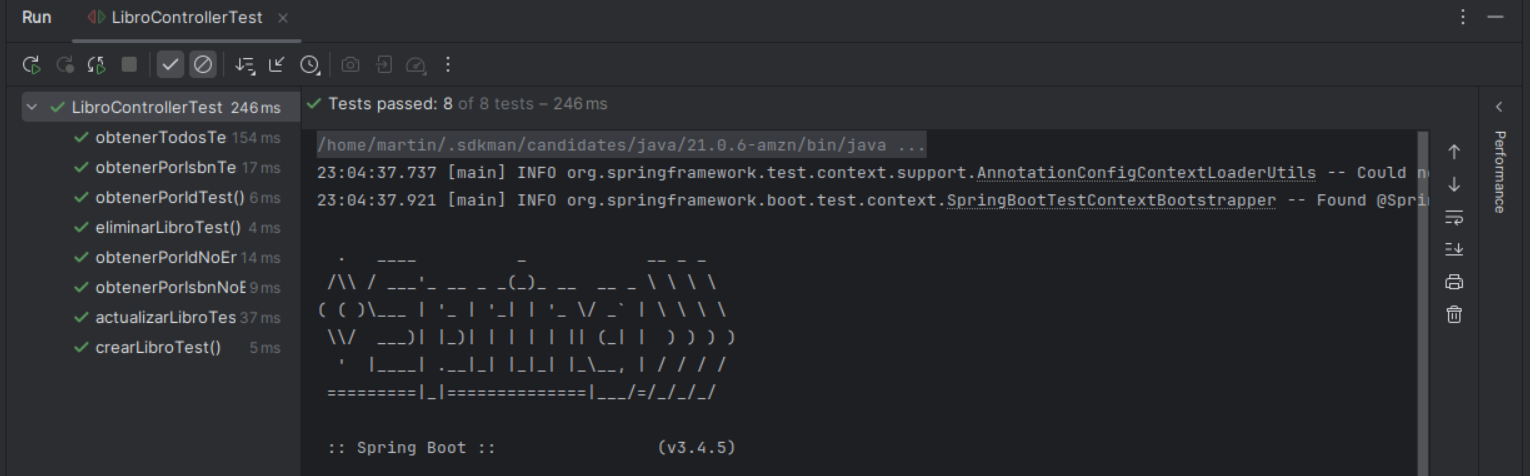 Run LibroControllerTest
LibroControllerTest 246 ms
obtenerTodosTe 154 ms
obtenerPorIsbnTe 17 ms
obtenerPorIdTest() 6 ms
eliminarLibroTest() 4 ms
obtenerPorIdNoEr 14 ms
obtenerPorIsbnNoE 9 ms
actualizarLibroTes 37 ms
crearLibroTest() 5 ms
Tests passed: 8 of 8 tests – 246 ms
/home/martin/.sdkman/candidates/java/21.0.6-amzn/bin/java ...
23:04:37.737 [main] INFO org.springframework.test.context.support.AnnotationConfigContextLoaderUtils -- Could n
23:04:37.921 [main] INFO org.springframework.boot.test.context.SpringBootTestContextBootstrapper -- Found @Spri
  .   ____          _            __ _ _
 /\\ / ___'_ __ _ _(_)_ __  __ _ \ \ \ \
( ( )\___ | '_ | '_| | '_ \/ _` | \ \ \ \
 \\/  ___)| |_)| | | | | || (_| |  ) ) ) )
  '  |____| .__|_| |_|_| |_\__, | / / / /
 =========|_|==============|___/=/_/_/_/
 :: Spring Boot ::                (v3.4.5)
Performance